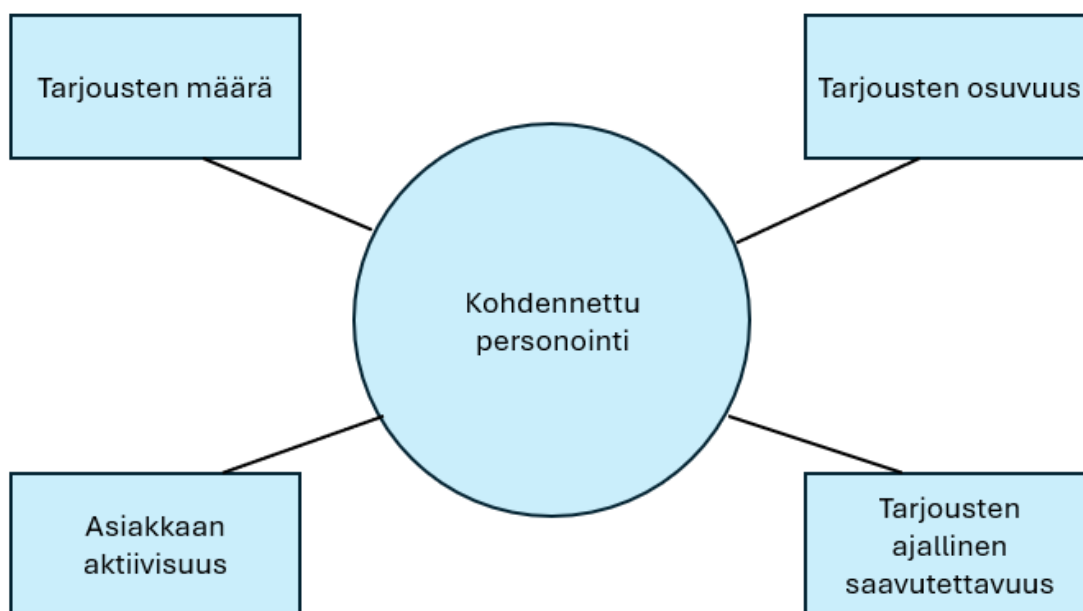 Tarjousten määrä
Tarjousten osuvuus
Kohdennettu
personointi
Asiakkaan
aktiivisuus
Tarjousten
ajallinen
saavutettavuus